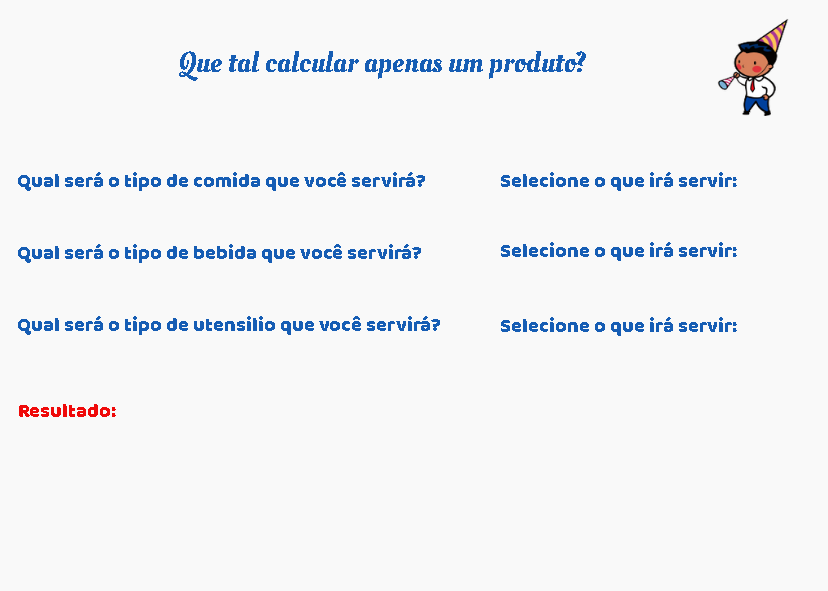 Que tal calcular apenas um produto?
Qual será o tipo de comida que você servirá?
Selecione o que irá servir:
Qual será o tipo de bebida que você servirá?
Selecione o que irá servir:
Qual será o tipo de utensilio que você servirá?
Selecione o que irá servir:
Resultado: